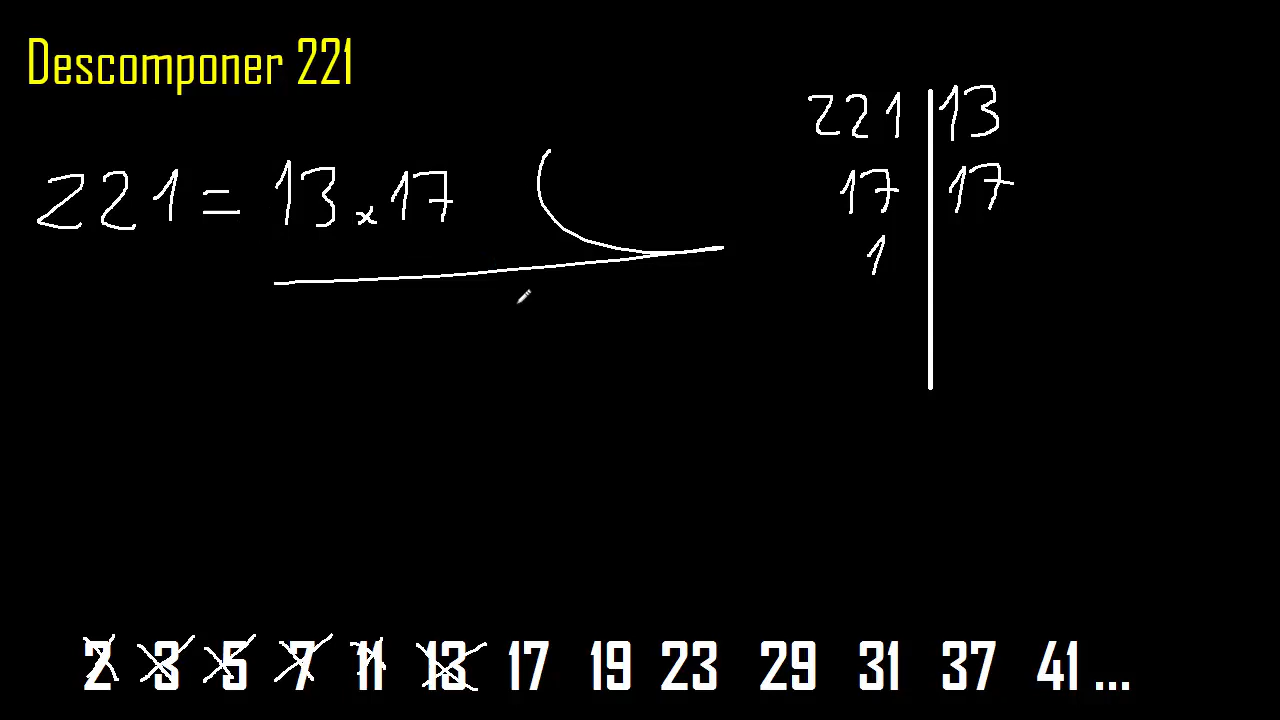 Descomponer 221
221 = 13 x 17
221 | 13
17 | 17
1 |
2 3 5 7 11 13 17 19 23 29 31 37 41 ...